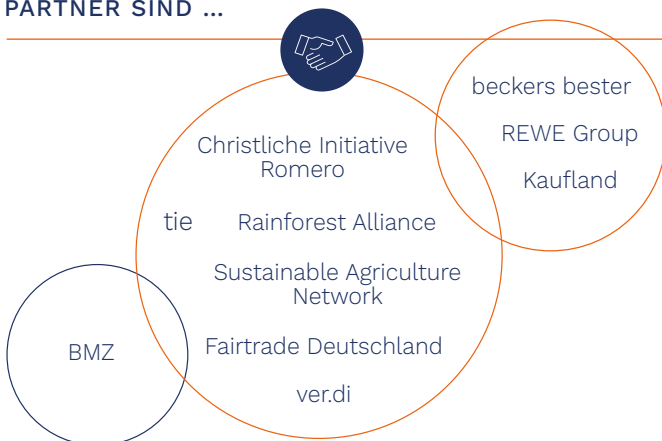 PARTNER SIND ...
beckers bester
REWE Group
Kaufland
Christliche Initiative
Romero
tie
Rainforest Alliance
Sustainable Agriculture
Network
Fairtrade Deutschland
ver.di
BMZ